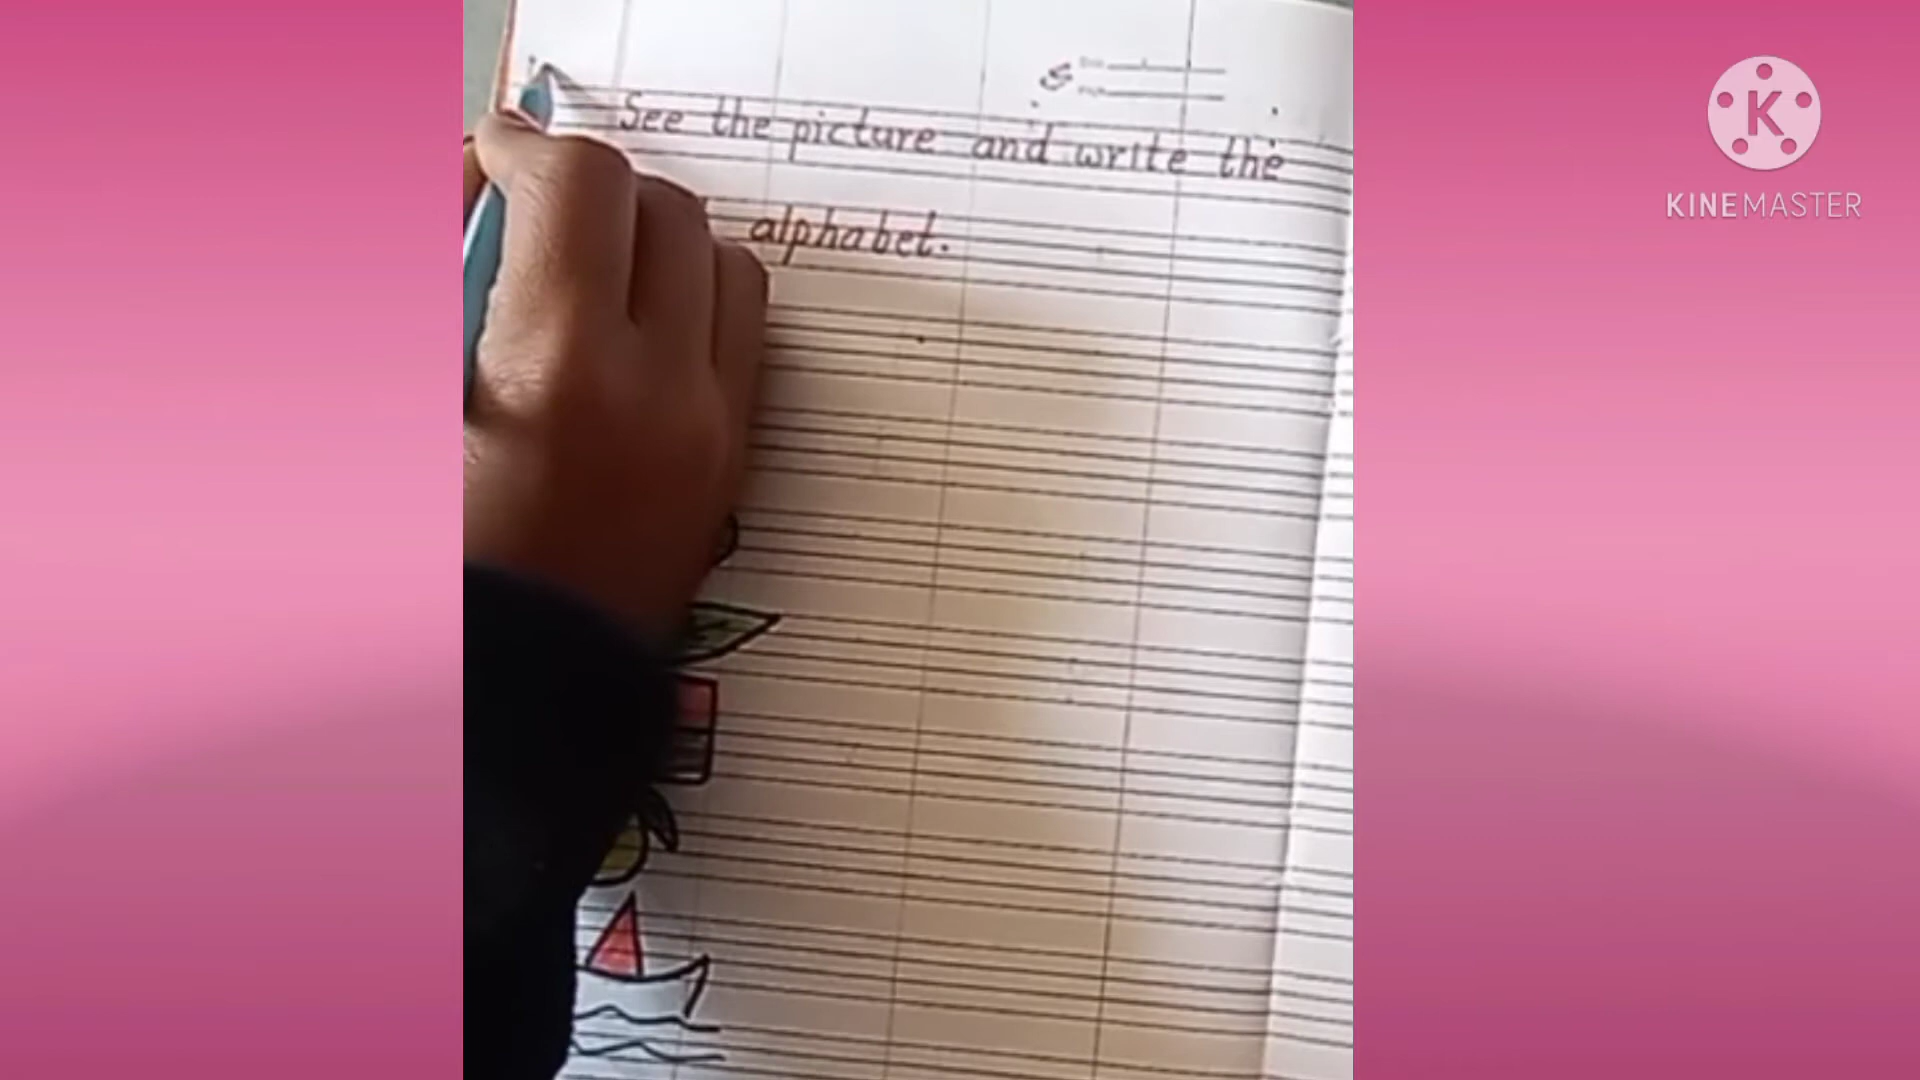 See the picture and write the
alphabet.
K
KINEMASTER